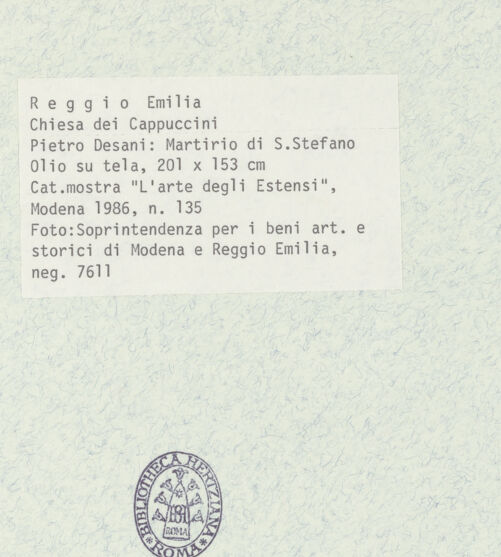 Reggio Emilia
Chiesa dei Cappuccini
Pietro Desani: Martirio di S.Stefano
Olio su tela, 201 x 153 cm
Cat.mostra "L'arte degli Estensi",
Modena 1986, n. 135
Foto:Soprintendenza per i beni art. e
storici di Modena e Reggio Emilia,
neg. 7611
BIBLIOTHECA HERTZIANA
ROMA
* ROMA *